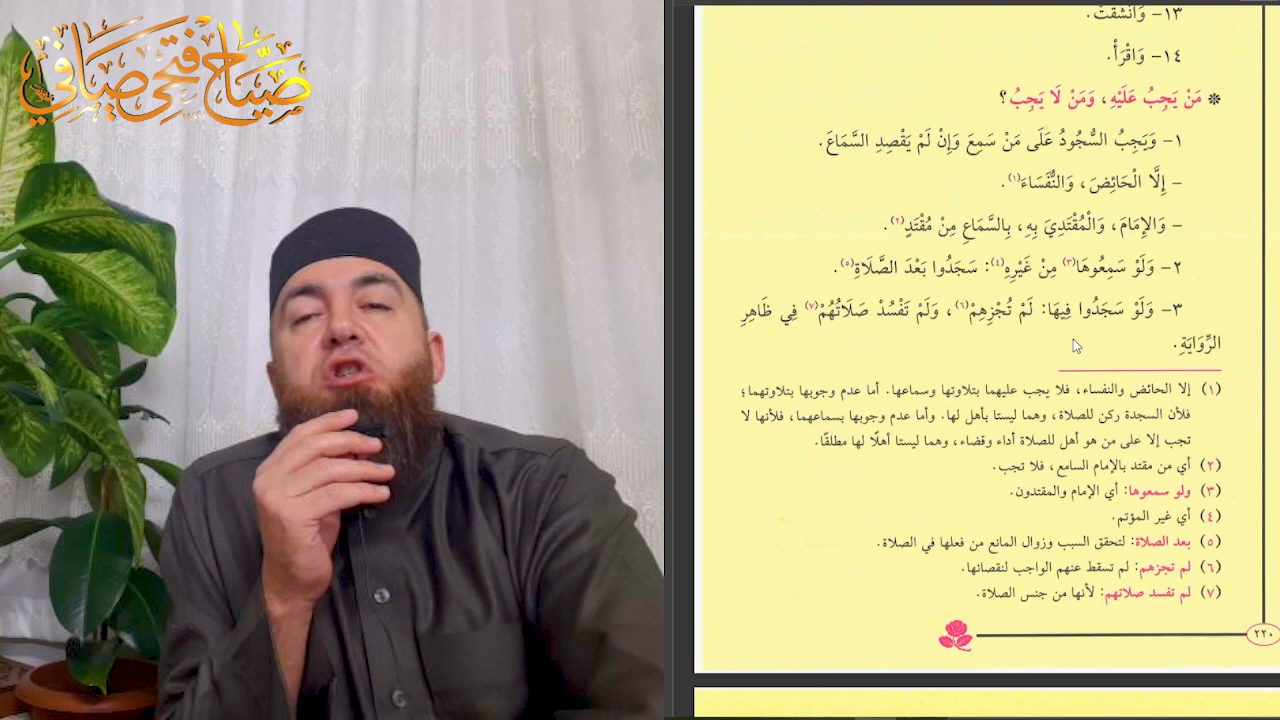 صيّاح فتحي صيافي
١٣- وَانْشَقَّتْ.
١٤- وَاقْرَأْ.
❊ مَنْ يَجِبُ عَلَيْهِ، وَمَنْ لَا يَجِبُ؟
١- وَيَجِبُ السُّجُودُ عَلَى مَنْ سَمِعَ وَإِنْ لَمْ يَقْصِدِ السَّمَاعَ.
- إِلَّا الْحَائِضَ، وَالنُّفَسَاءَ(١).
- وَالإِمَامَ، وَالْمُقْتَدِيَ بِهِ، بِالسَّمَاعِ مِنْ مُقْتَدٍ(٢).
٢- وَلَوْ سَمِعُوهَا(٣) مِنْ غَيْرِهِ(٤): سَجَدُوا بَعْدَ الصَّلَاةِ(٥).
٣- وَلَوْ سَجَدُوا فِيهَا: لَمْ تُجْزِهِمْ(٦)، وَلَمْ تَفْسُدْ صَلَاتُهُمْ(٧) فِي ظَاهِرِ
الرِّوَايَةِ.
(١) إلا الحائض والنفساء، فلا يجب عليهما بتلاوتها وسماعها. أما عدم وجوبها بتلاوتهما؛
فلأن السجدة ركن للصلاة، وهما ليستا بأهل لها. وأما عدم وجوبها بسماعهما، فلأنها لا
تجب إلا على من هو أهل للصلاة أداء وقضاء، وهما ليستا أهلًا لها مطلقًا.
(٢) أي من مقتد بالإمام السامع، فلا تجب.
(٣) ولو سمعوها: أي الإمام والمقتدون.
(٤) أي غير المؤتم.
(٥) بعد الصلاة: لتحقق السبب وزوال المانع من فعلها في الصلاة.
(٦) لم تجزهم: لم تسقط عنهم الواجب لنقصانها.
(٧) لم تفسد صلاتهم: لأنها من جنس الصلاة.
٢٢٠